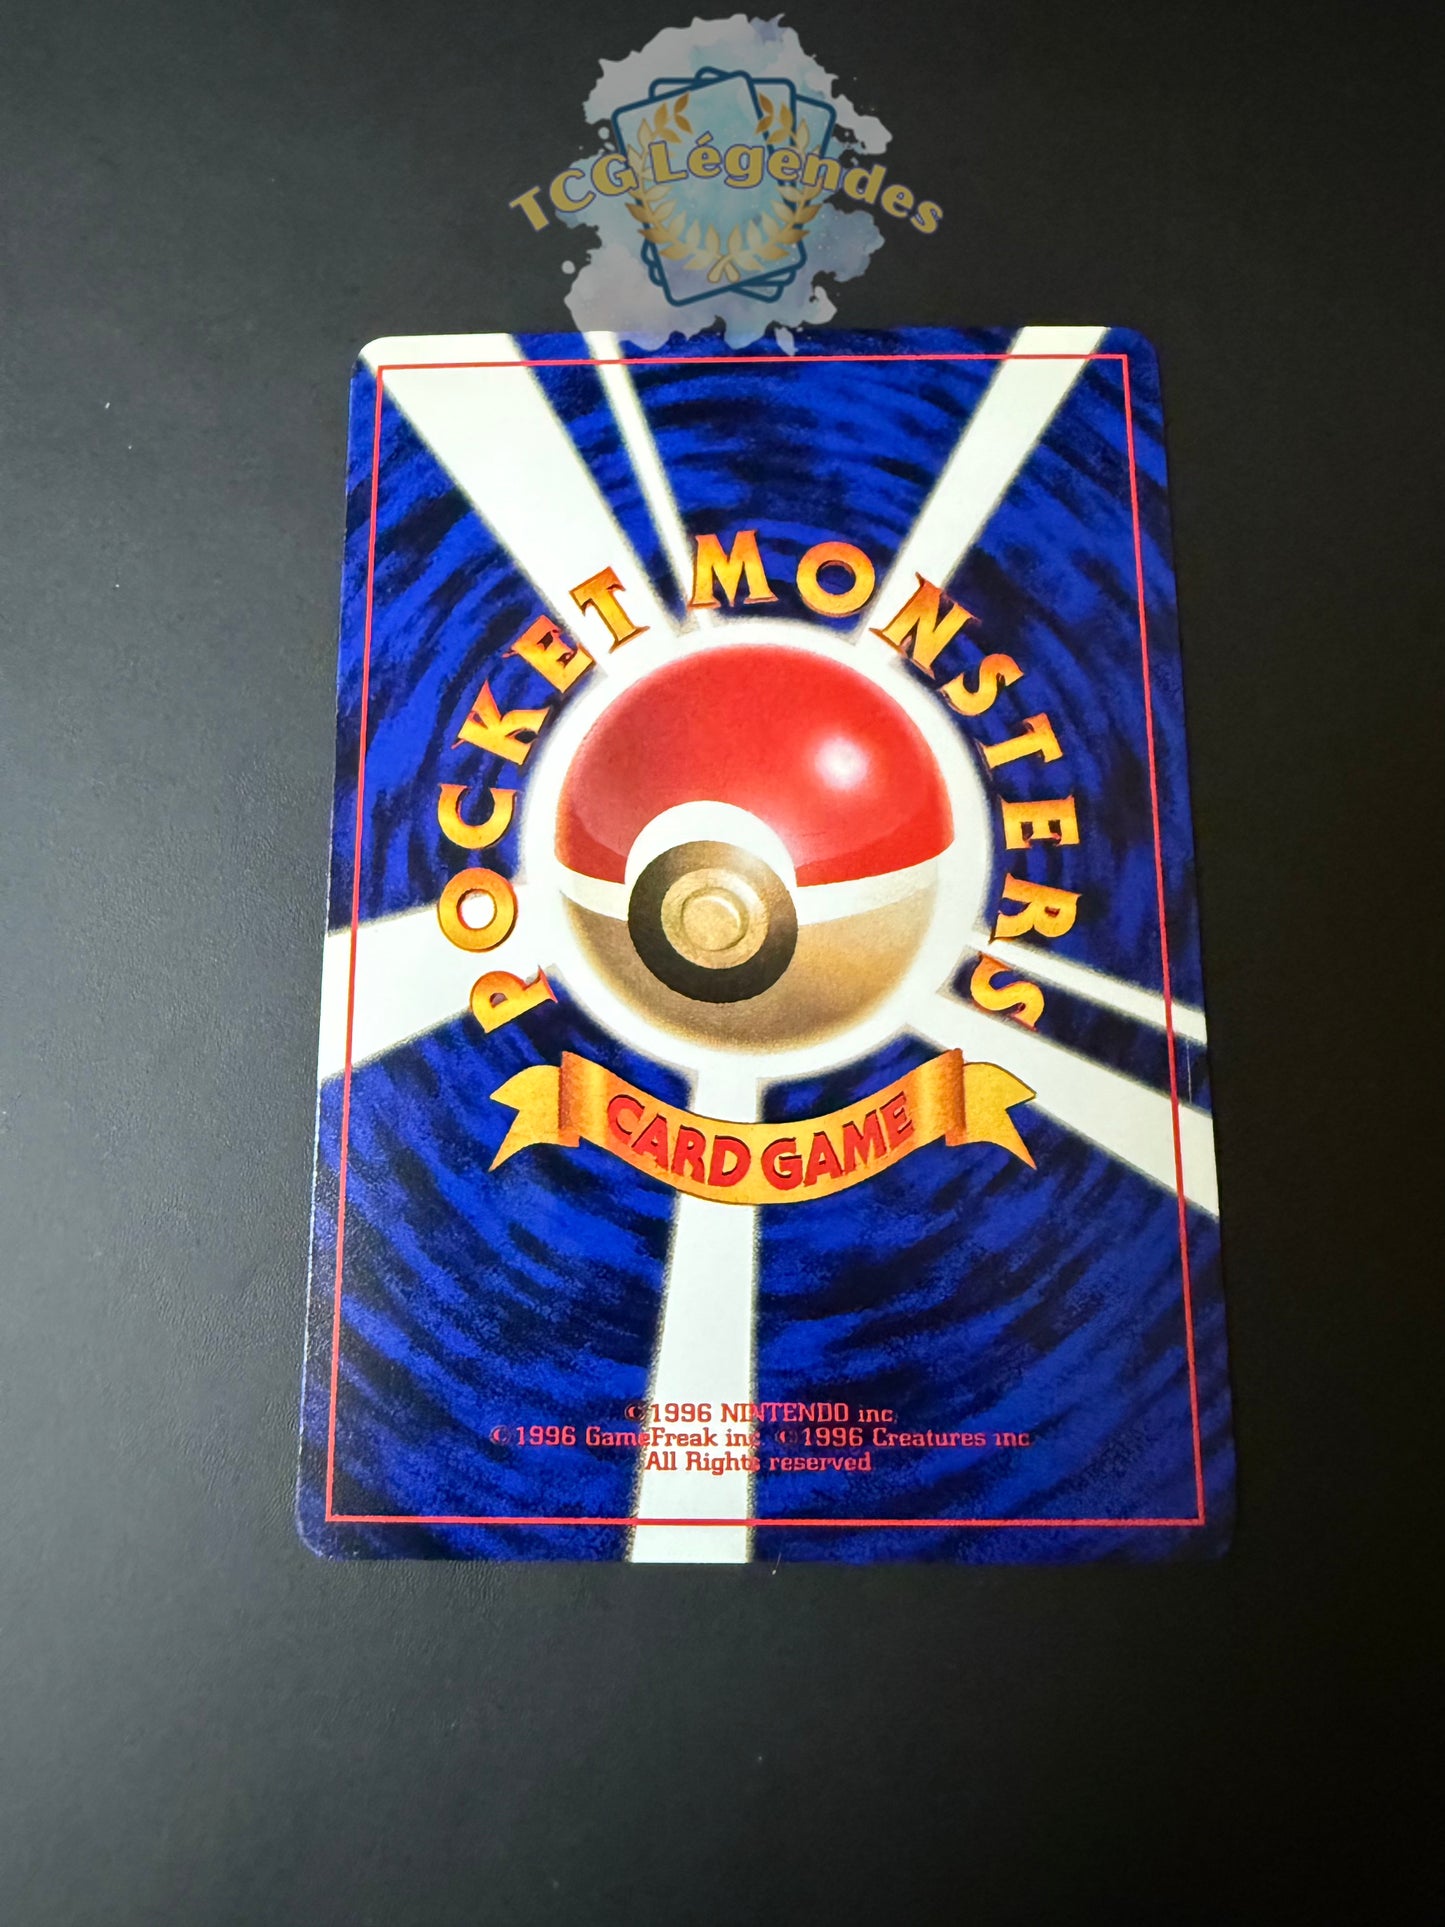 TCG Légendes
POCKET MONSTERS
CARD GAME
©1996 NINTENDO inc.
©1996 GameFreak inc. ©1996 Creatures inc.
All Rights reserved